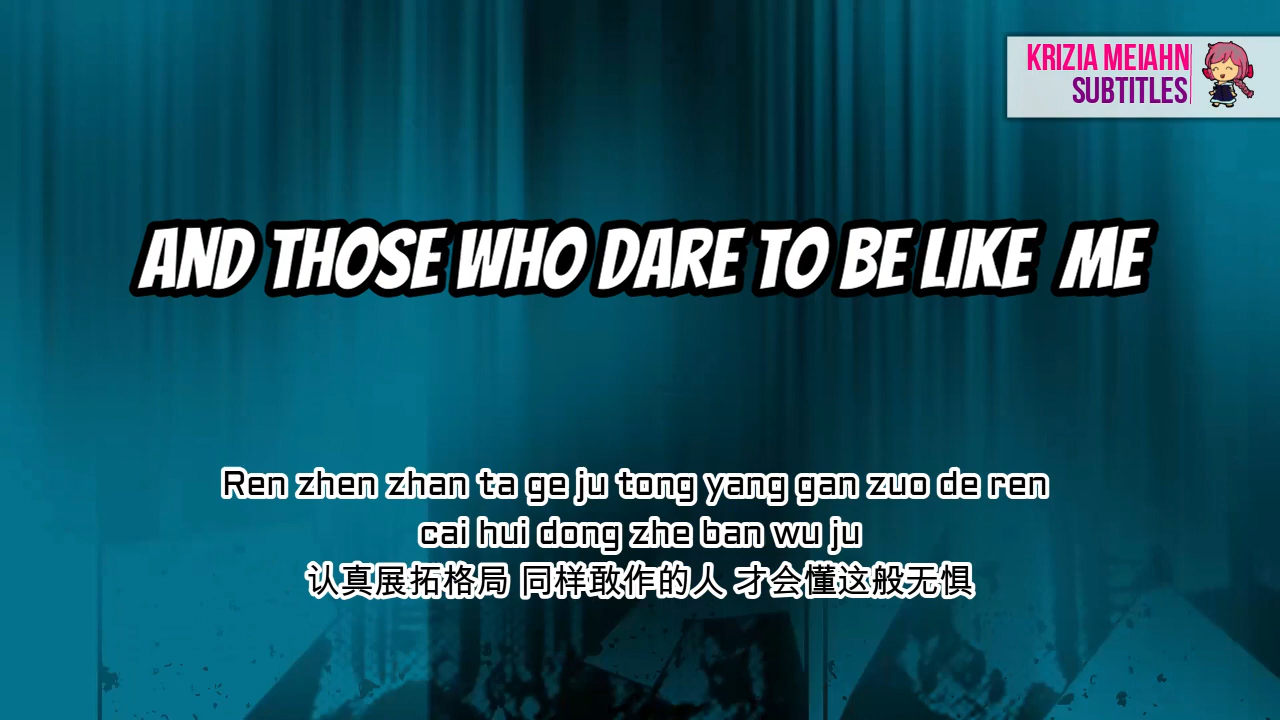 KRIZIA MEIAHN
SUBTITLES
AND THOSE WHO DARE TO BE LIKE ME
Ren zhen zhan ta ge ju tong yang gan zuo de ren
cai hui dong zhe ban wu ju
认真展拓格局 同样敢作的人 才会懂这般无惧